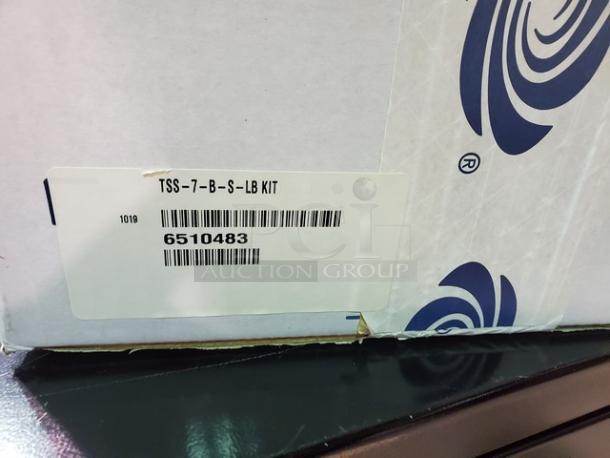 TSS-7-B-S-LB KIT
1019
6510483
PCI
AUCTION GROUP
®